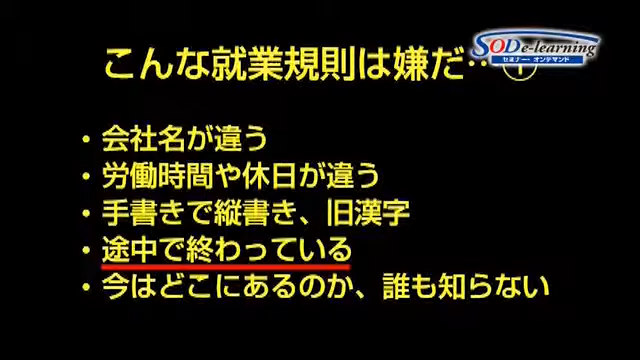 SOD e-learning
セミナー・オンデマンド
こんな就業規則は嫌だ…①
・会社名が違う
・労働時間や休日が違う
・手書きで縦書き、旧漢字
・途中で終わっている
・今はどこにあるのか、誰も知らない